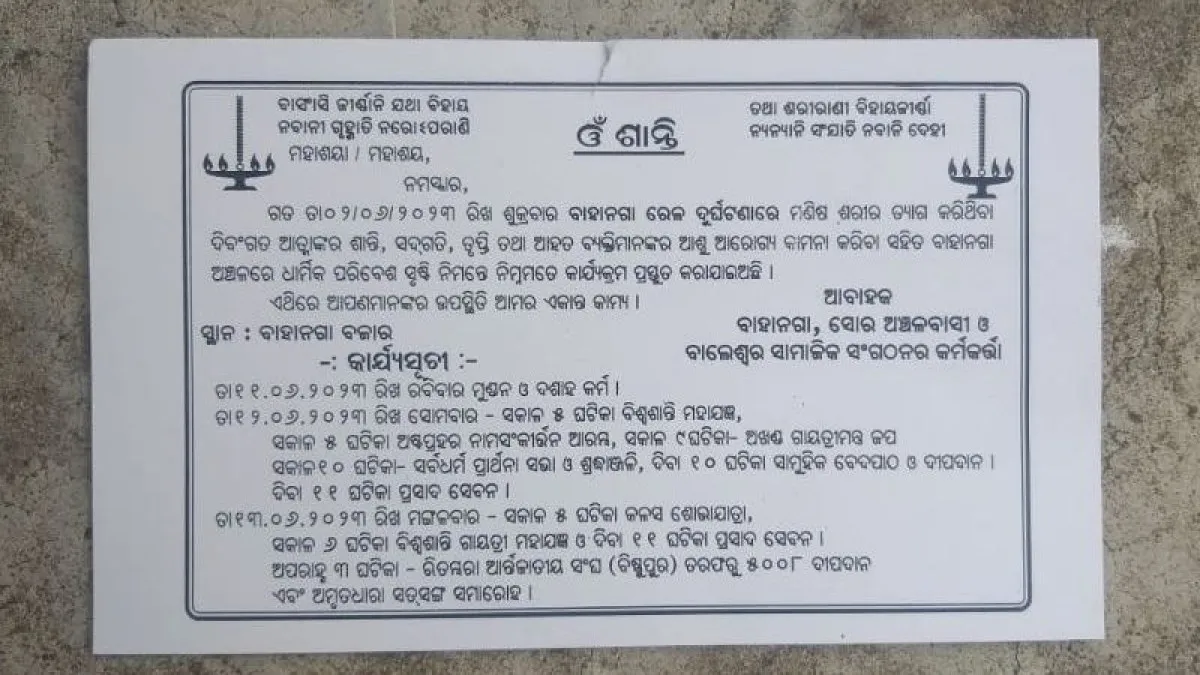 ବାସାଂସି ଜୀର୍ଣ୍ଣାନି ଯଥା ବିହାୟ
ନବାନୀ ଗୃହ୍ନାତି ନରୋଽପରାଣି
ତଥା ଶରୀରାଣୀ ବିହାୟଜୀର୍ଣ୍ଣା
ନ୍ୟନ୍ୟାନି ସଂଯାତି ନବାନି ଦେହୀ
ଓଁ ଶାନ୍ତି
ମହାଶୟା / ମହାଶୟ,
ନମସ୍କାର,
ଗତ ତା୦୨/୦୬/୨୦୨୩ ରିଖ ଶୁକ୍ରବାର ବାହାନଗା ରେଳ ଦୁର୍ଘଟଣାରେ ମଣିଷ ଶରୀର ତ୍ୟାଗ କରିଥିବା
ଦିବଂଗତ ଆତ୍ମାଙ୍କର ଶାନ୍ତି, ସଦ୍‌ଗତି, ତୃପ୍ତି ତଥା ଆହତ ବ୍ୟକ୍ତିମାନଙ୍କର ଆଶୁ ଆରୋଗ୍ୟ କାମନା କରିବା ସହିତ ବାହାନଗା
ଅଞ୍ଚଳରେ ଧାର୍ମିକ ପରିବେଶ ସୃଷ୍ଟି ନିମନ୍ତେ ନିମ୍ନମତେ କାର୍ଯ୍ୟକ୍ରମ ପ୍ରସ୍ତୁତ କରାଯାଇଅଛି ।
ଏଥିରେ ଆପଣମାନଙ୍କର ଉପସ୍ଥିତି ଆମର ଏକାନ୍ତ କାମ୍ୟ ।
ଆବାହକ
ବାହାନଗା, ସୋର ଅଞ୍ଚଳବାସୀ ଓ
ବାଲେଶ୍ୱର ସାମାଜିକ ସଂଗଠନର କର୍ମକର୍ତ୍ତା
ସ୍ଥାନ : ବାହାନଗା ବଜାର
-: କାର୍ଯ୍ୟସୂଚୀ :-
ତା୧୧.୦୬.୨୦୨୩ ରିଖ ରବିବାର ମୁଣ୍ଡନ ଓ ଦଶାହ କର୍ମ ।
ତା୧୨.୦୬.୨୦୨୩ ରିଖ ସୋମବାର - ସକାଳ ୫ ଘଟିକା ବିଶ୍ୱଶାନ୍ତି ମହାଯଜ୍ଞ,
ସକାଳ ୫ ଘଟିକା ଅଷ୍ଟପ୍ରହର ନାମସଂକୀର୍ତ୍ତନ ଆରମ୍ଭ, ସକାଳ ୯ଘଟିକା- ଅଖଣ୍ଡ ଗାୟତ୍ରୀମନ୍ତ୍ର ଜପ
ସକାଳ୧୦ ଘଟିକା- ସର୍ବଧର୍ମ ପ୍ରାର୍ଥନା ସଭା ଓ ଶ୍ରଦ୍ଧାଞ୍ଜଳି, ଦିବା ୧୦ ଘଟିକା ସାମୁହିକ ବେଦପାଠ ଓ ଦୀପଦାନ ।
ଦିବା ୧୧ ଘଟିକା ପ୍ରସାଦ ସେବନ ।
ତା୧୩.୦୬.୨୦୨୩ ରିଖ ମଙ୍ଗଳବାର - ସକାଳ ୫ ଘଟିକା କଳସ ଶୋଭାଯାତ୍ରା,
ସକାଳ ୬ ଘଟିକା ବିଶ୍ୱଶାନ୍ତି ଗାୟତ୍ରୀ ମହାଯଜ୍ଞ ଓ ଦିବା ୧୧ ଘଟିକା ପ୍ରସାଦ ସେବନ ।
ଅପରାହ୍ନ ୩ ଘଟିକା - ରିତମ୍ଭରା ଆର୍ନ୍ତଜାତୀୟ ସଂଘ (ବିଷ୍ଣୁପୁର) ତରଫରୁ ୫୦୦୮ ଦୀପଦାନ
ଏବଂ ଅମୃତଧାରା ସତ୍‌ସଙ୍ଗ ସମାରୋହ ।